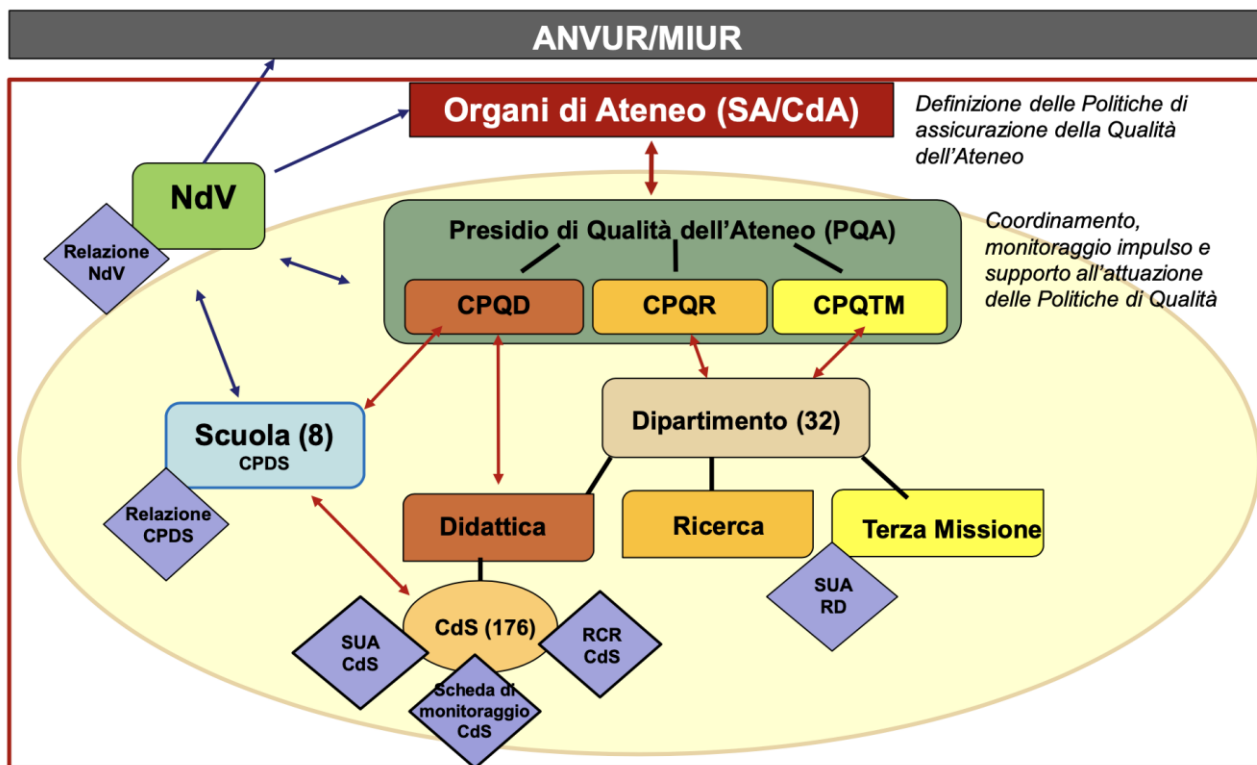 ANVUR/MIUR
Organi di Ateneo (SA/CdA)
Definizione delle Politiche di
assicurazione della Qualità
dell'Ateneo
NdV
Relazione
NdV
Presidio di Qualità dell'Ateneo (PQA)
CPQD
CPQR
CPQTM
Coordinamento,
monitoraggio impulso e
supporto all'attuazione
delle Politiche di Qualità
Scuola (8)
CPDS
Relazione
CPDS
Dipartimento (32)
Didattica
Ricerca
Terza Missione
SUA
RD
CdS (176)
SUA
CdS
RCR
CdS
Scheda di
monitoraggio
CdS